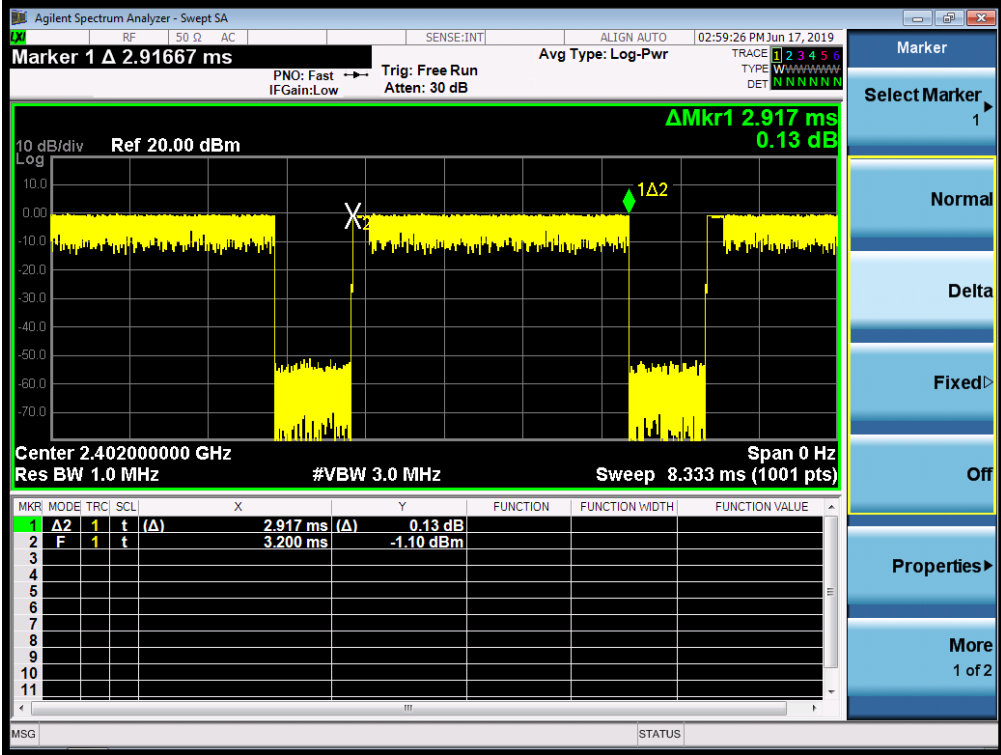 Agilent Spectrum Analyzer - Swept SA
LXI
RF
50 Ω AC
SENSE:INT
ALIGN AUTO
02:59:26 PM Jun 17, 2019
Marker 1 Δ 2.91667 ms
PNO: Fast
IFGain:Low
Trig: Free Run
Atten: 30 dB
Avg Type: Log-Pwr
TRACE 1 2 3 4 5 6
TYPE WWWWWW
DET N N N N N N
ΔMkr1 2.917 ms
0.13 dB
10 dB/div
Log
Ref 20.00 dBm
10.0
0.00
-10.0
-20.0
-30.0
-40.0
-50.0
-60.0
-70.0
X2
1Δ2
Center 2.402000000 GHz
Span 0 Hz
Res BW 1.0 MHz
#VBW 3.0 MHz
Sweep 8.333 ms (1001 pts)
MKR MODE TRC SCL X Y FUNCTION FUNCTION WIDTH FUNCTION VALUE
1 Δ2 1 t (Δ) 2.917 ms (Δ) 0.13 dB
2 F 1 t 3.200 ms -1.10 dBm
3
4
5
6
7
8
9
10
11
MSG
STATUS
Marker
Select Marker
1
Normal
Delta
Fixed
Off
Properties
More
1 of 2